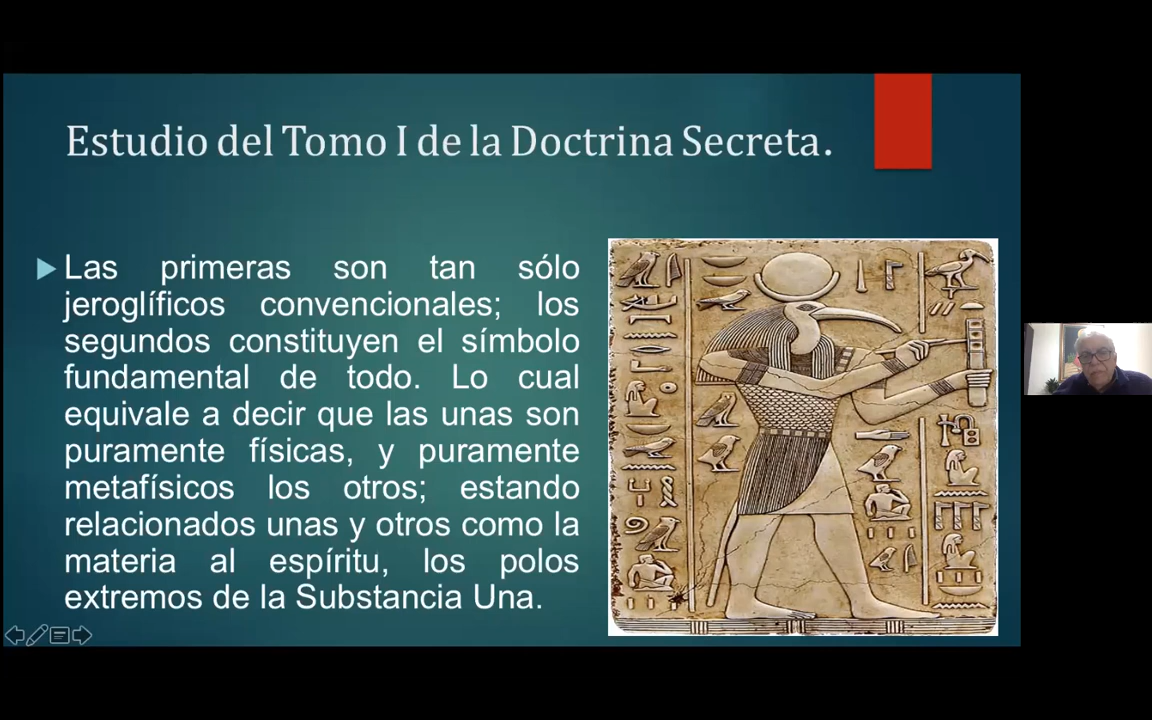 Estudio del Tomo I de la Doctrina Secreta.
Las primeras son tan sólo
jeroglíficos convencionales; los
segundos constituyen el símbolo
fundamental de todo. Lo cual
equivale a decir que las unas son
puramente físicas, y puramente
metafísicos los otros; estando
relacionados unas y otros como la
materia al espíritu, los polos
extremos de la Substancia Una.